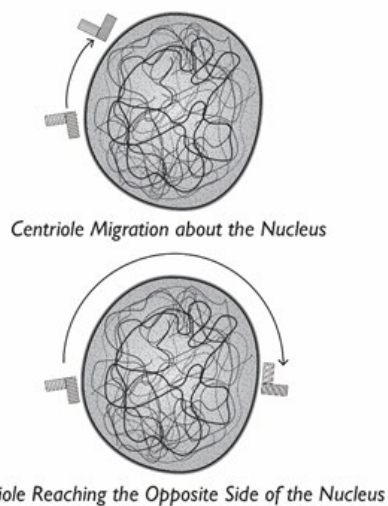 Centriole Migration about the Nucleus
iole Reaching the Opposite Side of the Nucleus